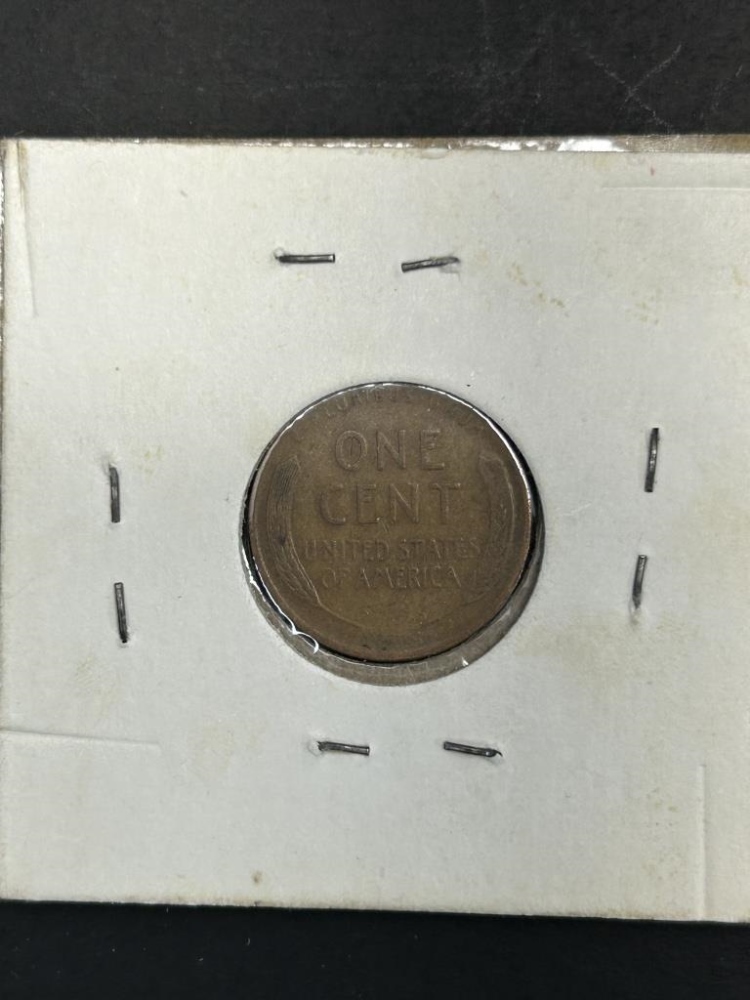 ONE
CENT
UNITED STATES
OF AMERICA